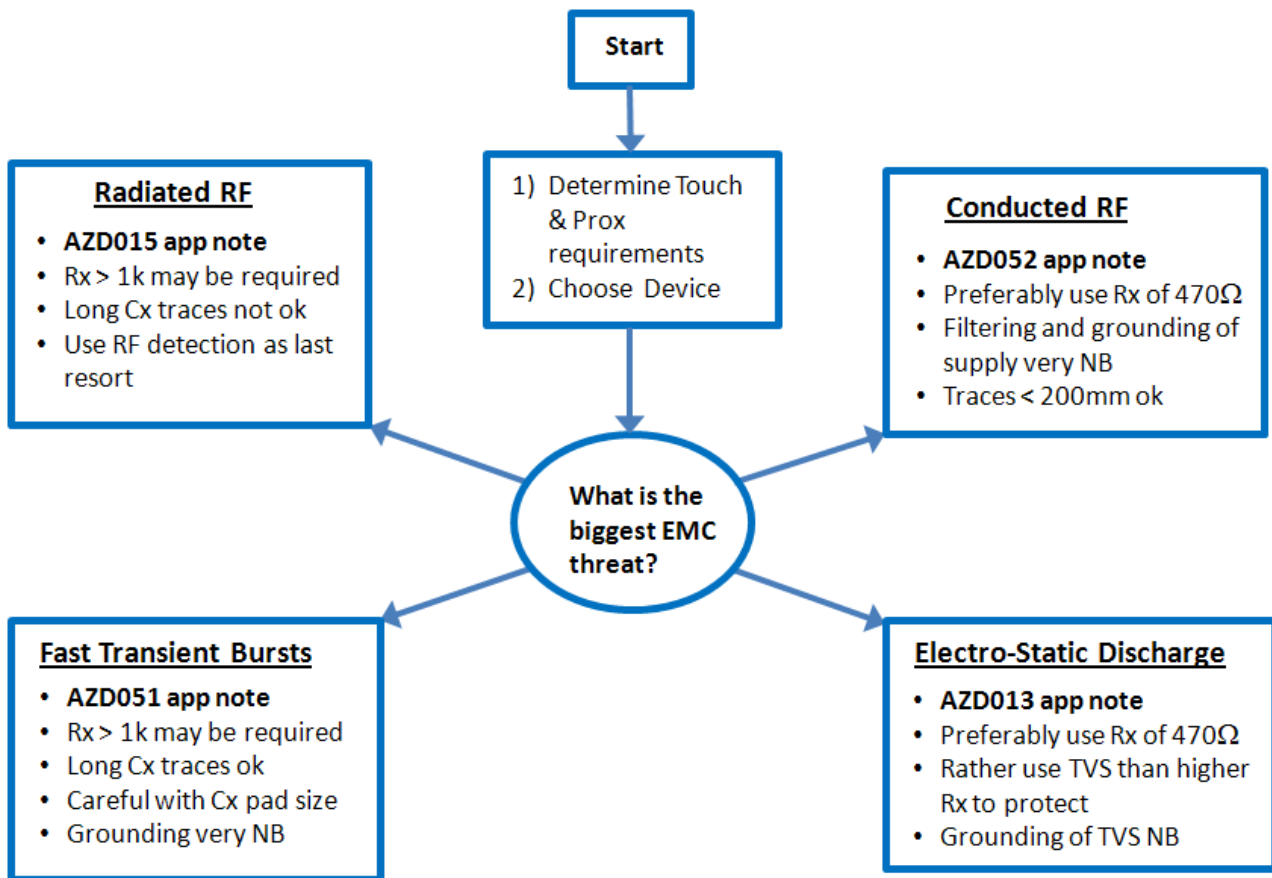 Start
1) Determine Touch
& Prox
requirements
2) Choose Device
Radiated RF
• AZD015 app note
• Rx > 1k may be required
• Long Cx traces not ok
• Use RF detection as last
resort
Conducted RF
• AZD052 app note
• Preferably use Rx of 470Ω
• Filtering and grounding of
supply very NB
• Traces < 200mm ok
What is the
biggest EMC
threat?
Fast Transient Bursts
• AZD051 app note
• Rx > 1k may be required
• Long Cx traces ok
• Careful with Cx pad size
• Grounding very NB
Electro-Static Discharge
• AZD013 app note
• Preferably use Rx of 470Ω
• Rather use TVS than higher
Rx to protect
• Grounding of TVS NB